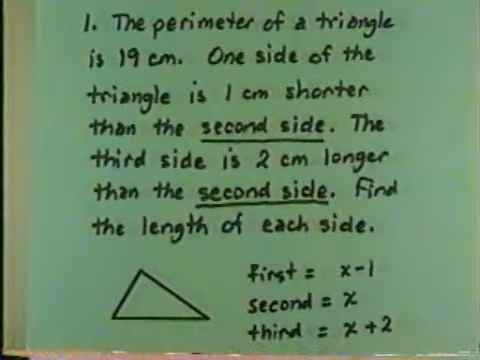 1. The perimeter of a triangle
is 19 cm. One side of the
triangle is 1 cm shorter
than the second side. The
third side is 2 cm longer
than the second side. Find
the length of each side.
first = x-1
second = x
third = x+2